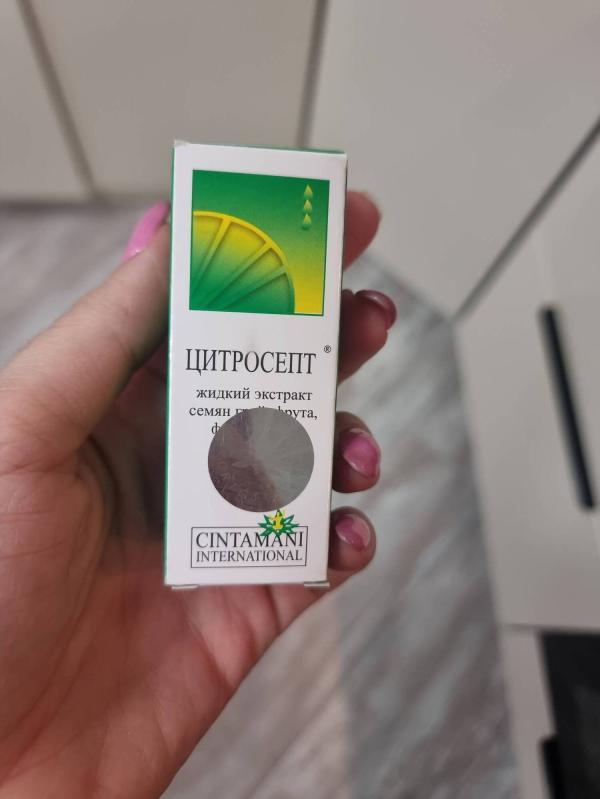 ЦИТРОСЕПТ ®
жидкий экстракт
семян
CINTAMANI
INTERNATIONAL